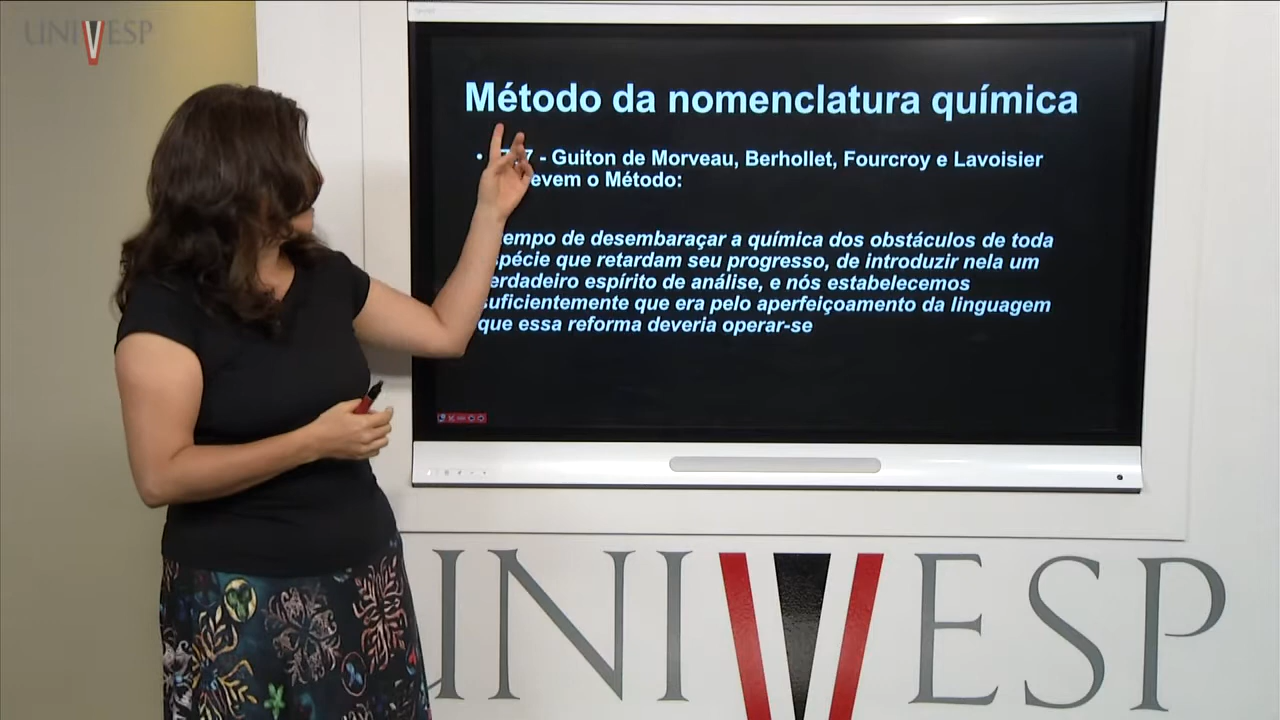 UNIVESP
Método da nomenclatura química
• 7 - Guiton de Morveau, Berhollet, Fourcroy e Lavoisier
evem o Método:
empo de desembaraçar a química dos obstáculos de toda
spécie que retardam seu progresso, de introduzir nela um
erdadeiro espírito de análise, e nós estabelecemos
suficientemente que era pelo aperfeiçoamento da linguagem
que essa reforma deveria operar-se
UNIVESP